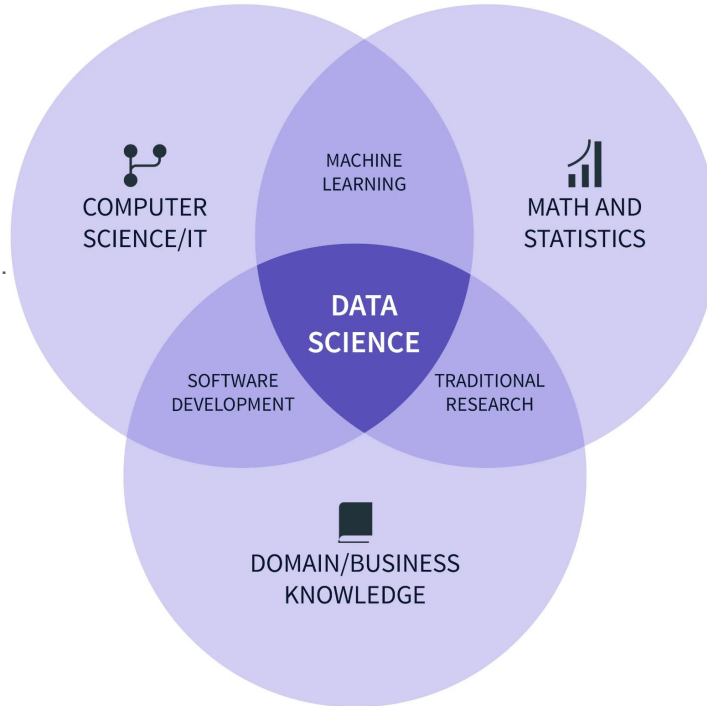 MACHINE
LEARNING
COMPUTER
SCIENCE/IT
MATH AND
STATISTICS
DATA
SCIENCE
SOFTWARE
DEVELOPMENT
TRADITIONAL
RESEARCH
DOMAIN/BUSINESS
KNOWLEDGE